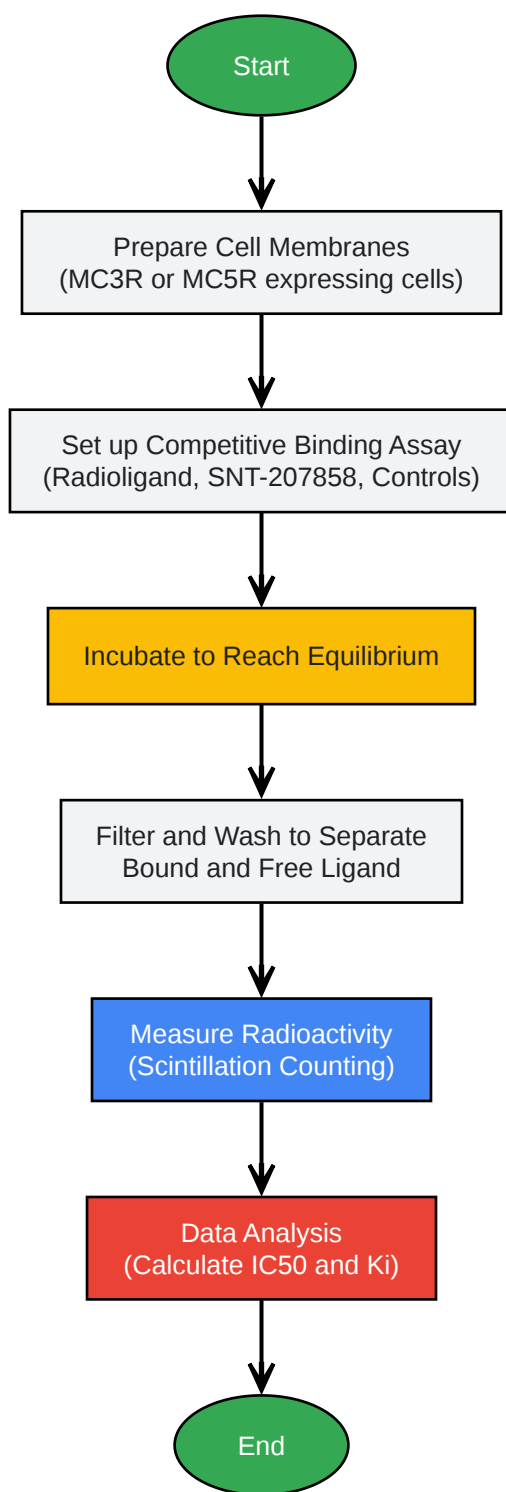 Start
Prepare Cell Membranes
(MC3R or MC5R expressing cells)
Set up Competitive Binding Assay
(Radioligand, SNT-207858, Controls)
Incubate to Reach Equilibrium
Filter and Wash to Separate
Bound and Free Ligand
Measure Radioactivity
(Scintillation Counting)
Data Analysis
(Calculate IC50 and Ki)
End